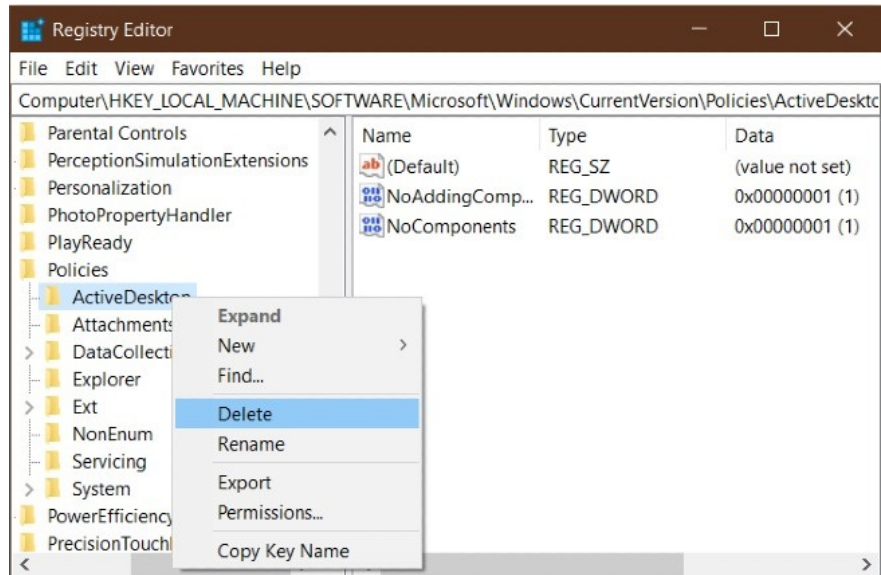 Registry Editor
File Edit View Favorites Help
Computer\HKEY_LOCAL_MACHINE\SOFTWARE\Microsoft\Windows\CurrentVersion\Policies\ActiveDeskto
Parental Controls
PerceptionSimulationExtensions
Personalization
PhotoPropertyHandler
PlayReady
Policies
ActiveDesktop
Attachments
DataCollecti
Explorer
Ext
NonEnum
Servicing
System
PowerEfficiency
PrecisionTouch
Expand
New
Find...
Delete
Rename
Export
Permissions...
Copy Key Name
Name Type Data
(Default) REG_SZ (value not set)
NoAddingComp... REG_DWORD 0x00000001 (1)
NoComponents REG_DWORD 0x00000001 (1)